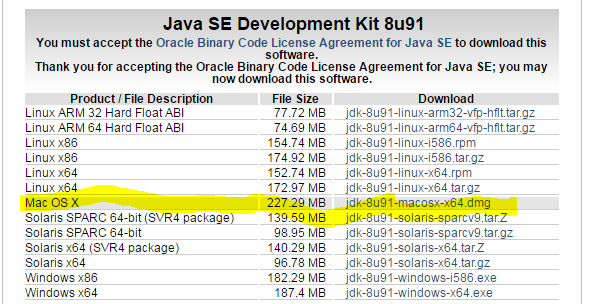 Java SE Development Kit 8u91
You must accept the Oracle Binary Code License Agreement for Java SE to download this
software.
Thank you for accepting the Oracle Binary Code License Agreement for Java SE; you may
now download this software.
Product / File Description File Size Download
Linux ARM 32 Hard Float ABI 77.72 MB jdk-8u91-linux-arm32-vfp-hflt.tar.gz
Linux ARM 64 Hard Float ABI 74.69 MB jdk-8u91-linux-arm64-vfp-hflt.tar.gz
Linux x86 154.74 MB jdk-8u91-linux-i586.rpm
Linux x86 174.92 MB jdk-8u91-linux-i586.tar.gz
Linux x64 152.74 MB jdk-8u91-linux-x64.rpm
Linux x64 172.97 MB jdk-8u91-linux-x64.tar.gz
Mac OS X 227.29 MB jdk-8u91-macosx-x64.dmg
Solaris SPARC 64-bit (SVR4 package) 139.59 MB jdk-8u91-solaris-sparcv9.tar.Z
Solaris SPARC 64-bit 98.95 MB jdk-8u91-solaris-sparcv9.tar.gz
Solaris x64 (SVR4 package) 140.29 MB jdk-8u91-solaris-x64.tar.Z
Solaris x64 96.78 MB jdk-8u91-solaris-x64.tar.gz
Windows x86 182.29 MB jdk-8u91-windows-i586.exe
Windows x64 187.4 MB jdk-8u91-windows-x64.exe